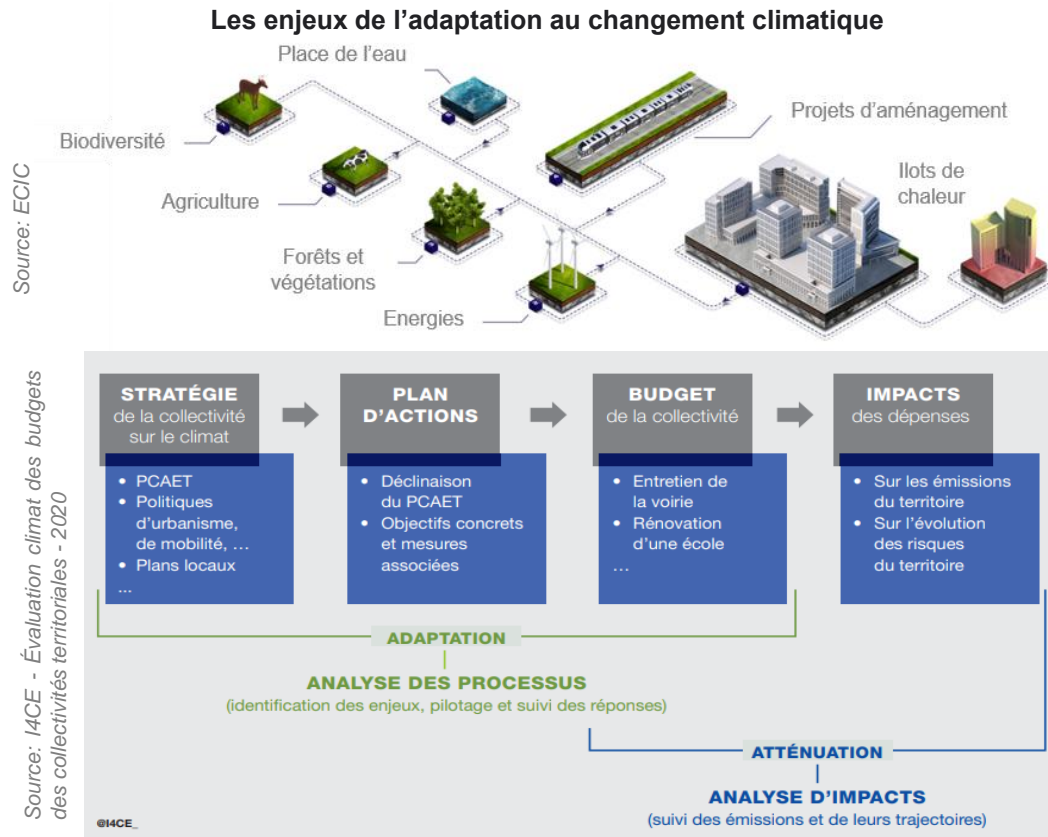 Les enjeux de l’adaptation au changement climatique
Place de l’eau
Biodiversité
Projets d’aménagement
Agriculture
Ilots de
chaleur
Forêts et
végétations
Energies
Source: ECIC
STRATÉGIE
de la collectivité
sur le climat
• PCAET
• Politiques
d’urbanisme,
de mobilité, …
• Plans locaux
...
PLAN
D’ACTIONS
• Déclinaison
du PCAET
• Objectifs concrets
et mesures
associées
BUDGET
de la collectivité
• Entretien de
la voirie
• Rénovation
d’une école
…
IMPACTS
des dépenses
• Sur les émissions
du territoire
• Sur l’évolution
des risques
du territoire
ADAPTATION
ANALYSE DES PROCESSUS
(identification des enjeux, pilotage et suivi des réponses)
ATTÉNUATION
ANALYSE D’IMPACTS
(suivi des émissions et de leurs trajectoires)
@I4CE_
Source: I4CE - Évaluation climat des budgets
des collectivités territoriales - 2020